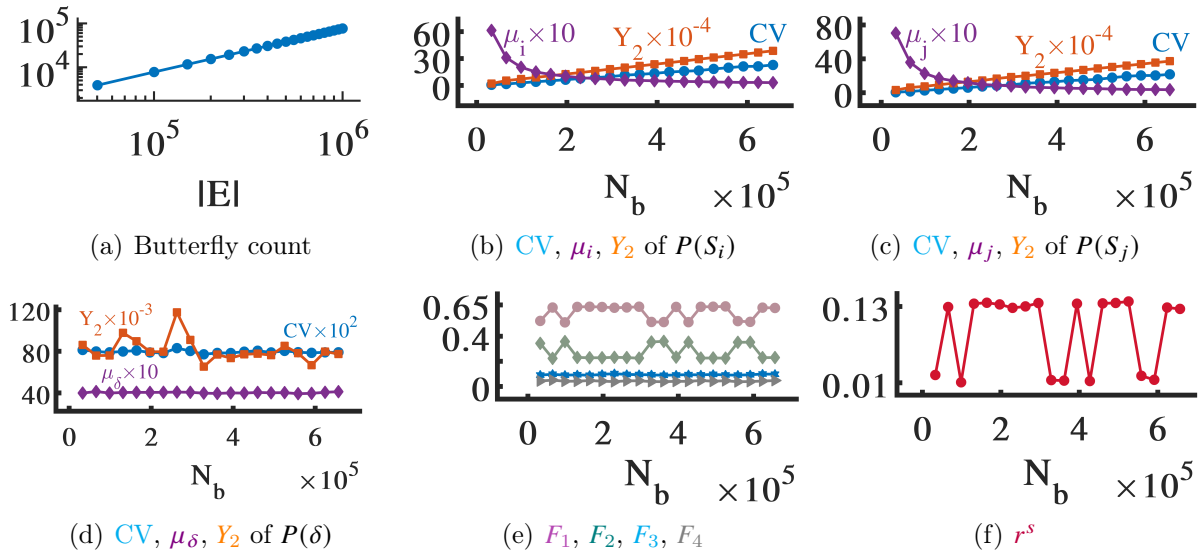 10^5
10^4
10^5 10^6
|E|
(a) Butterfly count
60
30
0
μ_i×10
Y_2×10^-4
CV
0 2 4 6
N_b ×10^5
(b) CV, μ_i, Y_2 of P(S_i)
80
40
0
μ_j×10
Y_2×10^-4
CV
0 2 4 6
N_b ×10^5
(c) CV, μ_j, Y_2 of P(S_j)
120
80
40
Y_2×10^-3
CV×10^2
μ_δ×10
0 2 4 6
N_b ×10^5
(d) CV, μ_δ, Y_2 of P(δ)
0.65
0.4
0
0 2 4 6
N_b ×10^5
(e) F_1, F_2, F_3, F_4
0.13
0.01
0 2 4 6
N_b ×10^5
(f) r^s